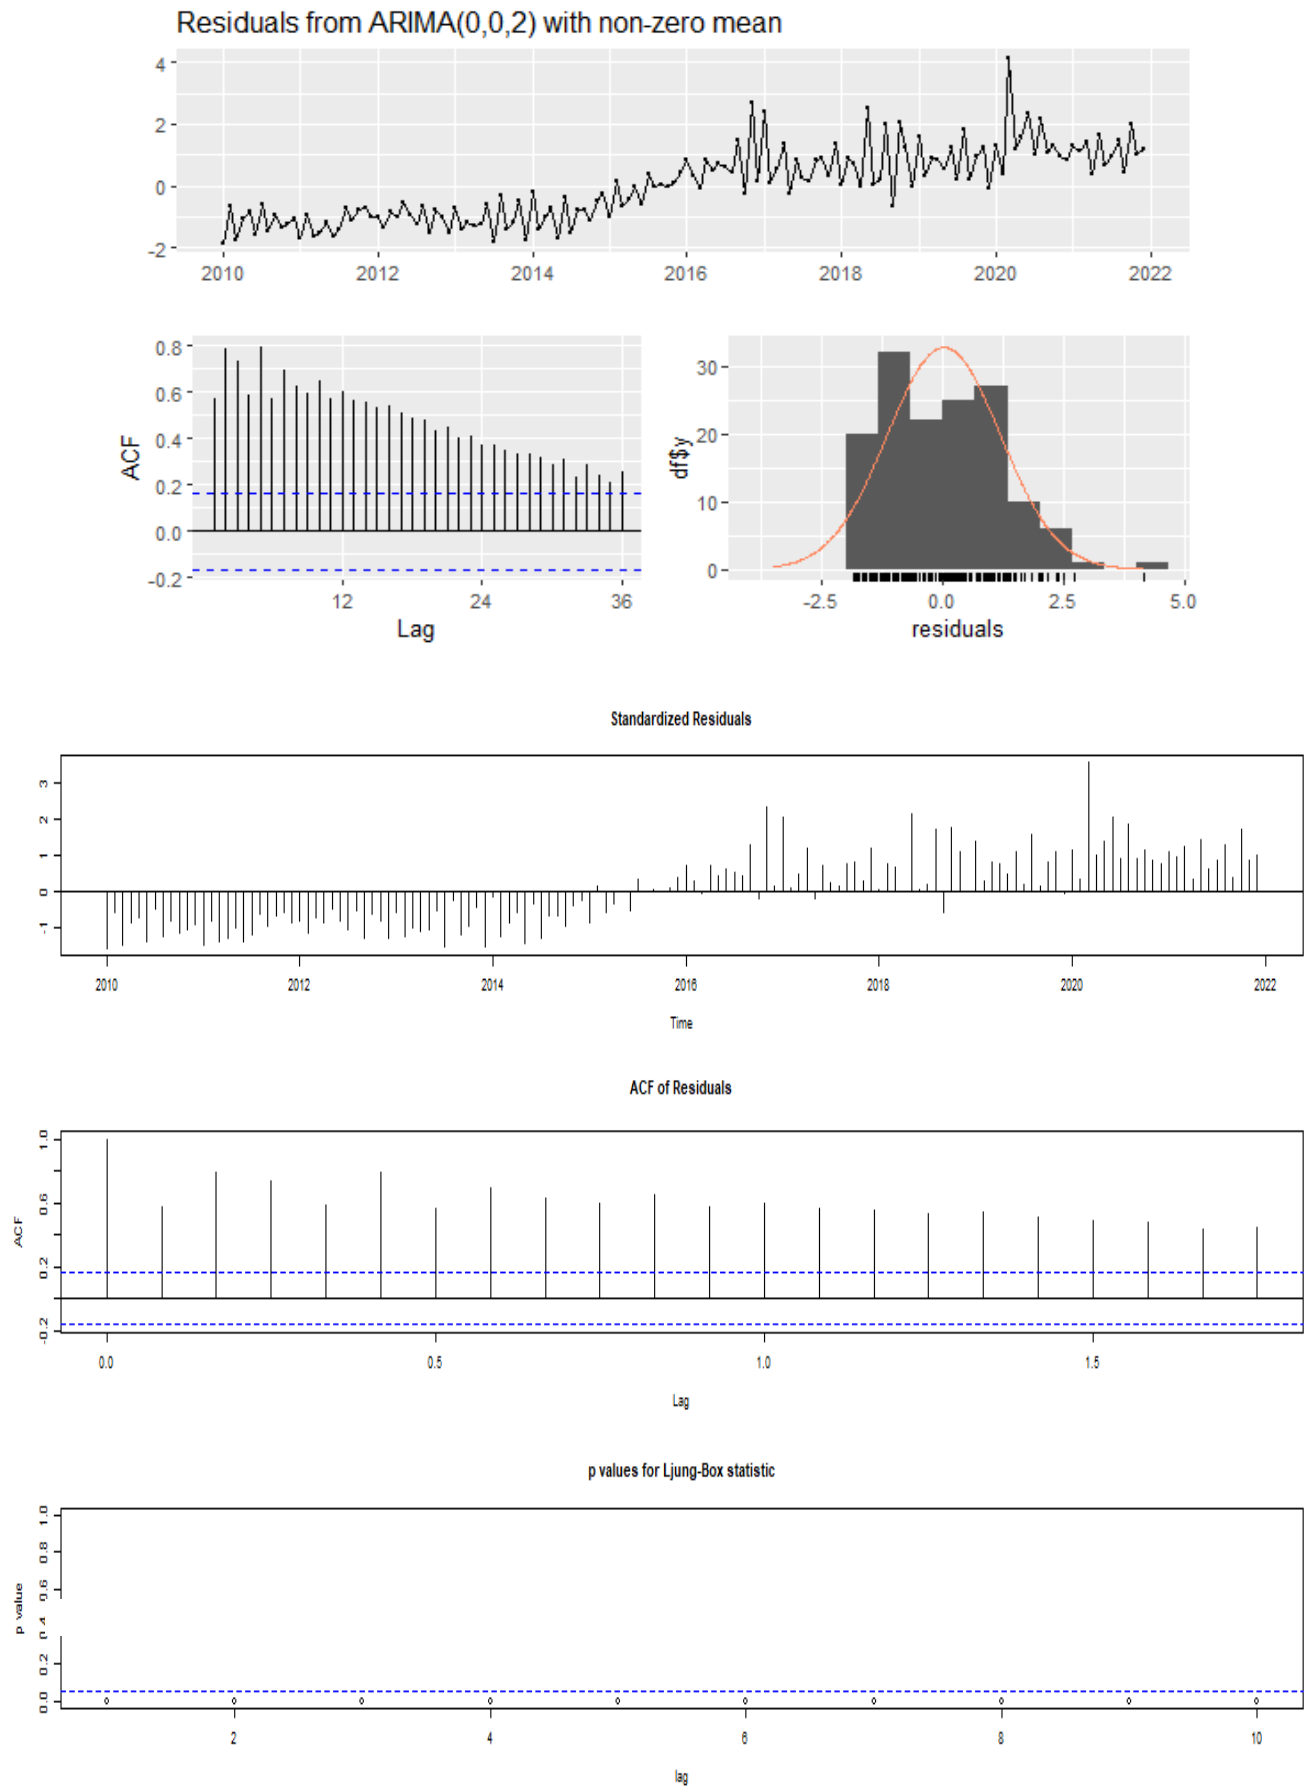 Residuals from ARIMA(0,0,2) with non-zero mean
4
2
0
-2
2010 2012 2014 2016 2018 2020 2022
0.8
0.6
0.4
0.2
0.0
-0.2
ACF
12 24 36
Lag
30
20
10
0
df$y
-2.5 0.0 2.5 5.0
residuals
Standardized Residuals
3
2
1
0
-1
2010 2012 2014 2016 2018 2020 2022
Time
ACF of Residuals
1.0
0.6
0.2
-0.2
ACF
0.0 0.5 1.0 1.5
Lag
p values for Ljung-Box statistic
1.0
0.8
0.6
0.4
0.2
0.0
p value
2 4 6 8 10
lag